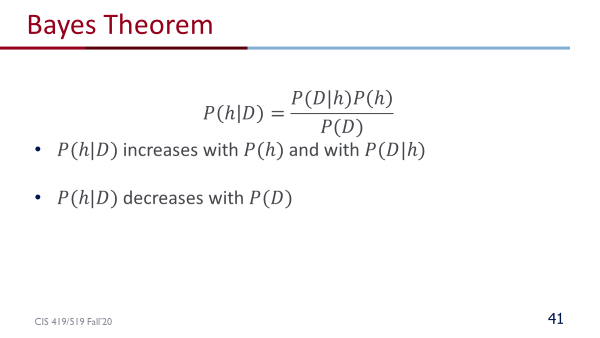 Bayes Theorem
P(h|D) = P(D|h)P(h) / P(D)
• P(h|D) increases with P(h) and with P(D|h)
• P(h|D) decreases with P(D)
CIS 419/519 Fall'20
41